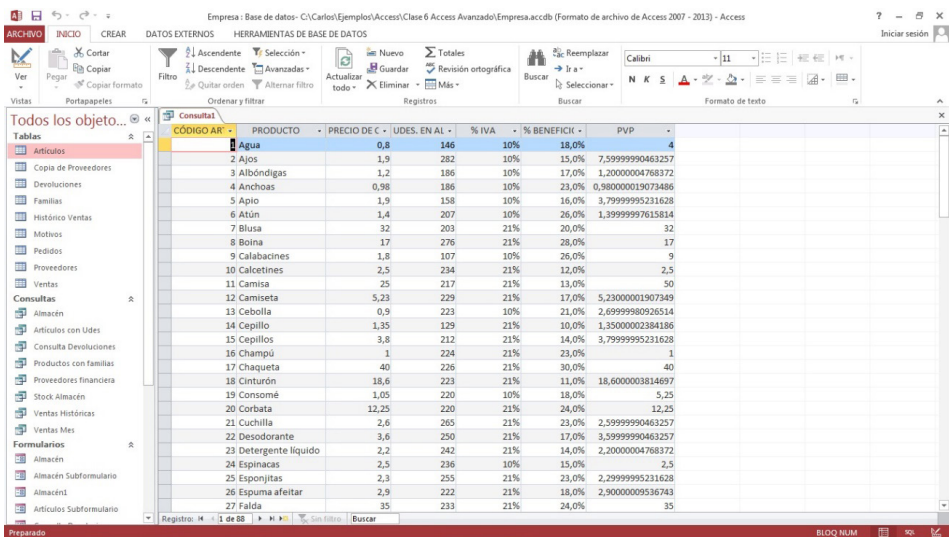 Empresa : Base de datos- C:\Carlos\Ejemplos\Access\Clase 6 Access Avanzado\Empresa.accdb (Formato de archivo de Access 2007 - 2013) - Access
ARCHIVO INICIO CREAR DATOS EXTERNOS HERRAMIENTAS DE BASE DE DATOS Iniciar sesión
Ver
Vistas
Pegar
Cortar
Copiar
Copiar formato
Portapapeles
Filtro
Ascendente
Descendente
Quitar orden
Selección
Avanzadas
Alternar filtro
Ordenar y filtrar
Actualizar todo
Nuevo
Guardar
Eliminar
Totales
Revisión ortográfica
Más
Registros
Buscar
Reemplazar
Ir a
Seleccionar
Buscar
Calibri 11
N K S A
Formato de texto
Todos los objeto...
Tablas
Artículos
Copia de Proveedores
Devoluciones
Familias
Histórico Ventas
Motivos
Pedidos
Proveedores
Ventas
Consultas
Almacén
Artículos con Udes
Consulta Devoluciones
Productos con familias
Proveedores financiera
Stock Almacén
Ventas Históricas
Ventas Mes
Formularios
Almacén
Almacén Subformulario
Almacén1
Artículos Subformulario
Consulta1
CÓDIGO ART PRODUCTO PRECIO DE C UDES. EN AL % IVA % BENEFICI PVP
1 Agua 0,8 146 10% 18,0% 4
2 Ajos 1,9 282 10% 15,0% 7,59999990463257
3 Albóndigas 1,2 186 10% 17,0% 1,20000004768372
4 Anchoas 0,98 186 10% 23,0% 0,980000019073486
5 Apio 1,9 158 10% 16,0% 3,79999995231628
6 Atún 1,4 207 10% 26,0% 1,39999997615814
7 Blusa 32 203 21% 20,0% 32
8 Boina 17 276 21% 28,0% 17
9 Calabacines 1,8 107 10% 26,0% 9
10 Calcetines 2,5 234 21% 12,0% 2,5
11 Camisa 25 217 21% 13,0% 50
12 Camiseta 5,23 229 21% 17,0% 5,23000001907349
13 Cebolla 0,9 223 10% 21,0% 2,69999980926514
14 Cepillo 1,35 129 21% 10,0% 1,35000002384186
15 Cepillos 3,8 212 21% 14,0% 3,79999995231628
16 Champú 1 224 21% 23,0% 1
17 Chaqueta 40 226 21% 30,0% 40
18 Cinturón 18,6 223 21% 11,0% 18,6000003814697
19 Consomé 1,05 220 10% 18,0% 5,25
20 Corbata 12,25 220 21% 24,0% 12,25
21 Cuchilla 2,6 265 21% 23,0% 2,59999990463257
22 Desodorante 3,6 250 21% 17,0% 3,59999990463257
23 Detergente líquido 2,2 242 21% 14,0% 2,20000004768372
24 Espinacas 2,5 236 10% 15,0% 2,5
25 Esponjitas 2,3 255 21% 23,0% 2,29999995231628
26 Espuma afeitar 2,9 222 21% 18,0% 2,90000009536743
27 Falda 35 233 21% 24,0% 35
Registro: 1 de 88 Sin filtro Buscar
Preparado BLOQ NUM SQL